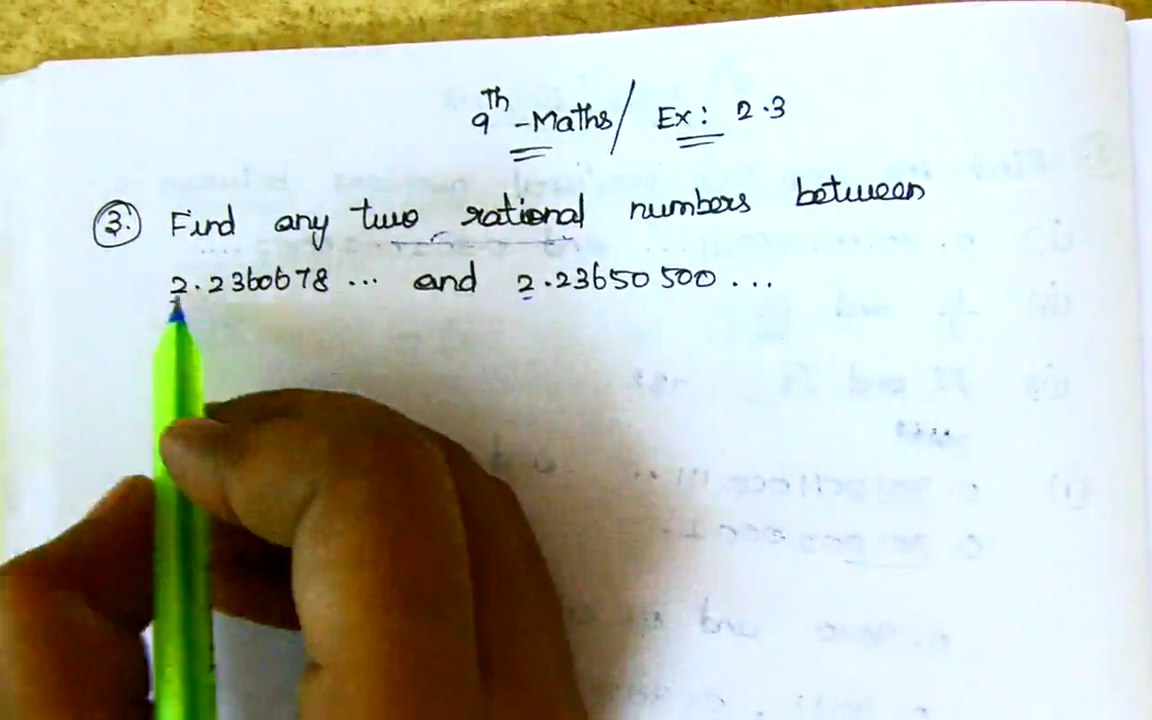 9th - Maths / Ex: 2.3
3. Find any two rational numbers between
2.2360678 ... and 2.23650500 ...